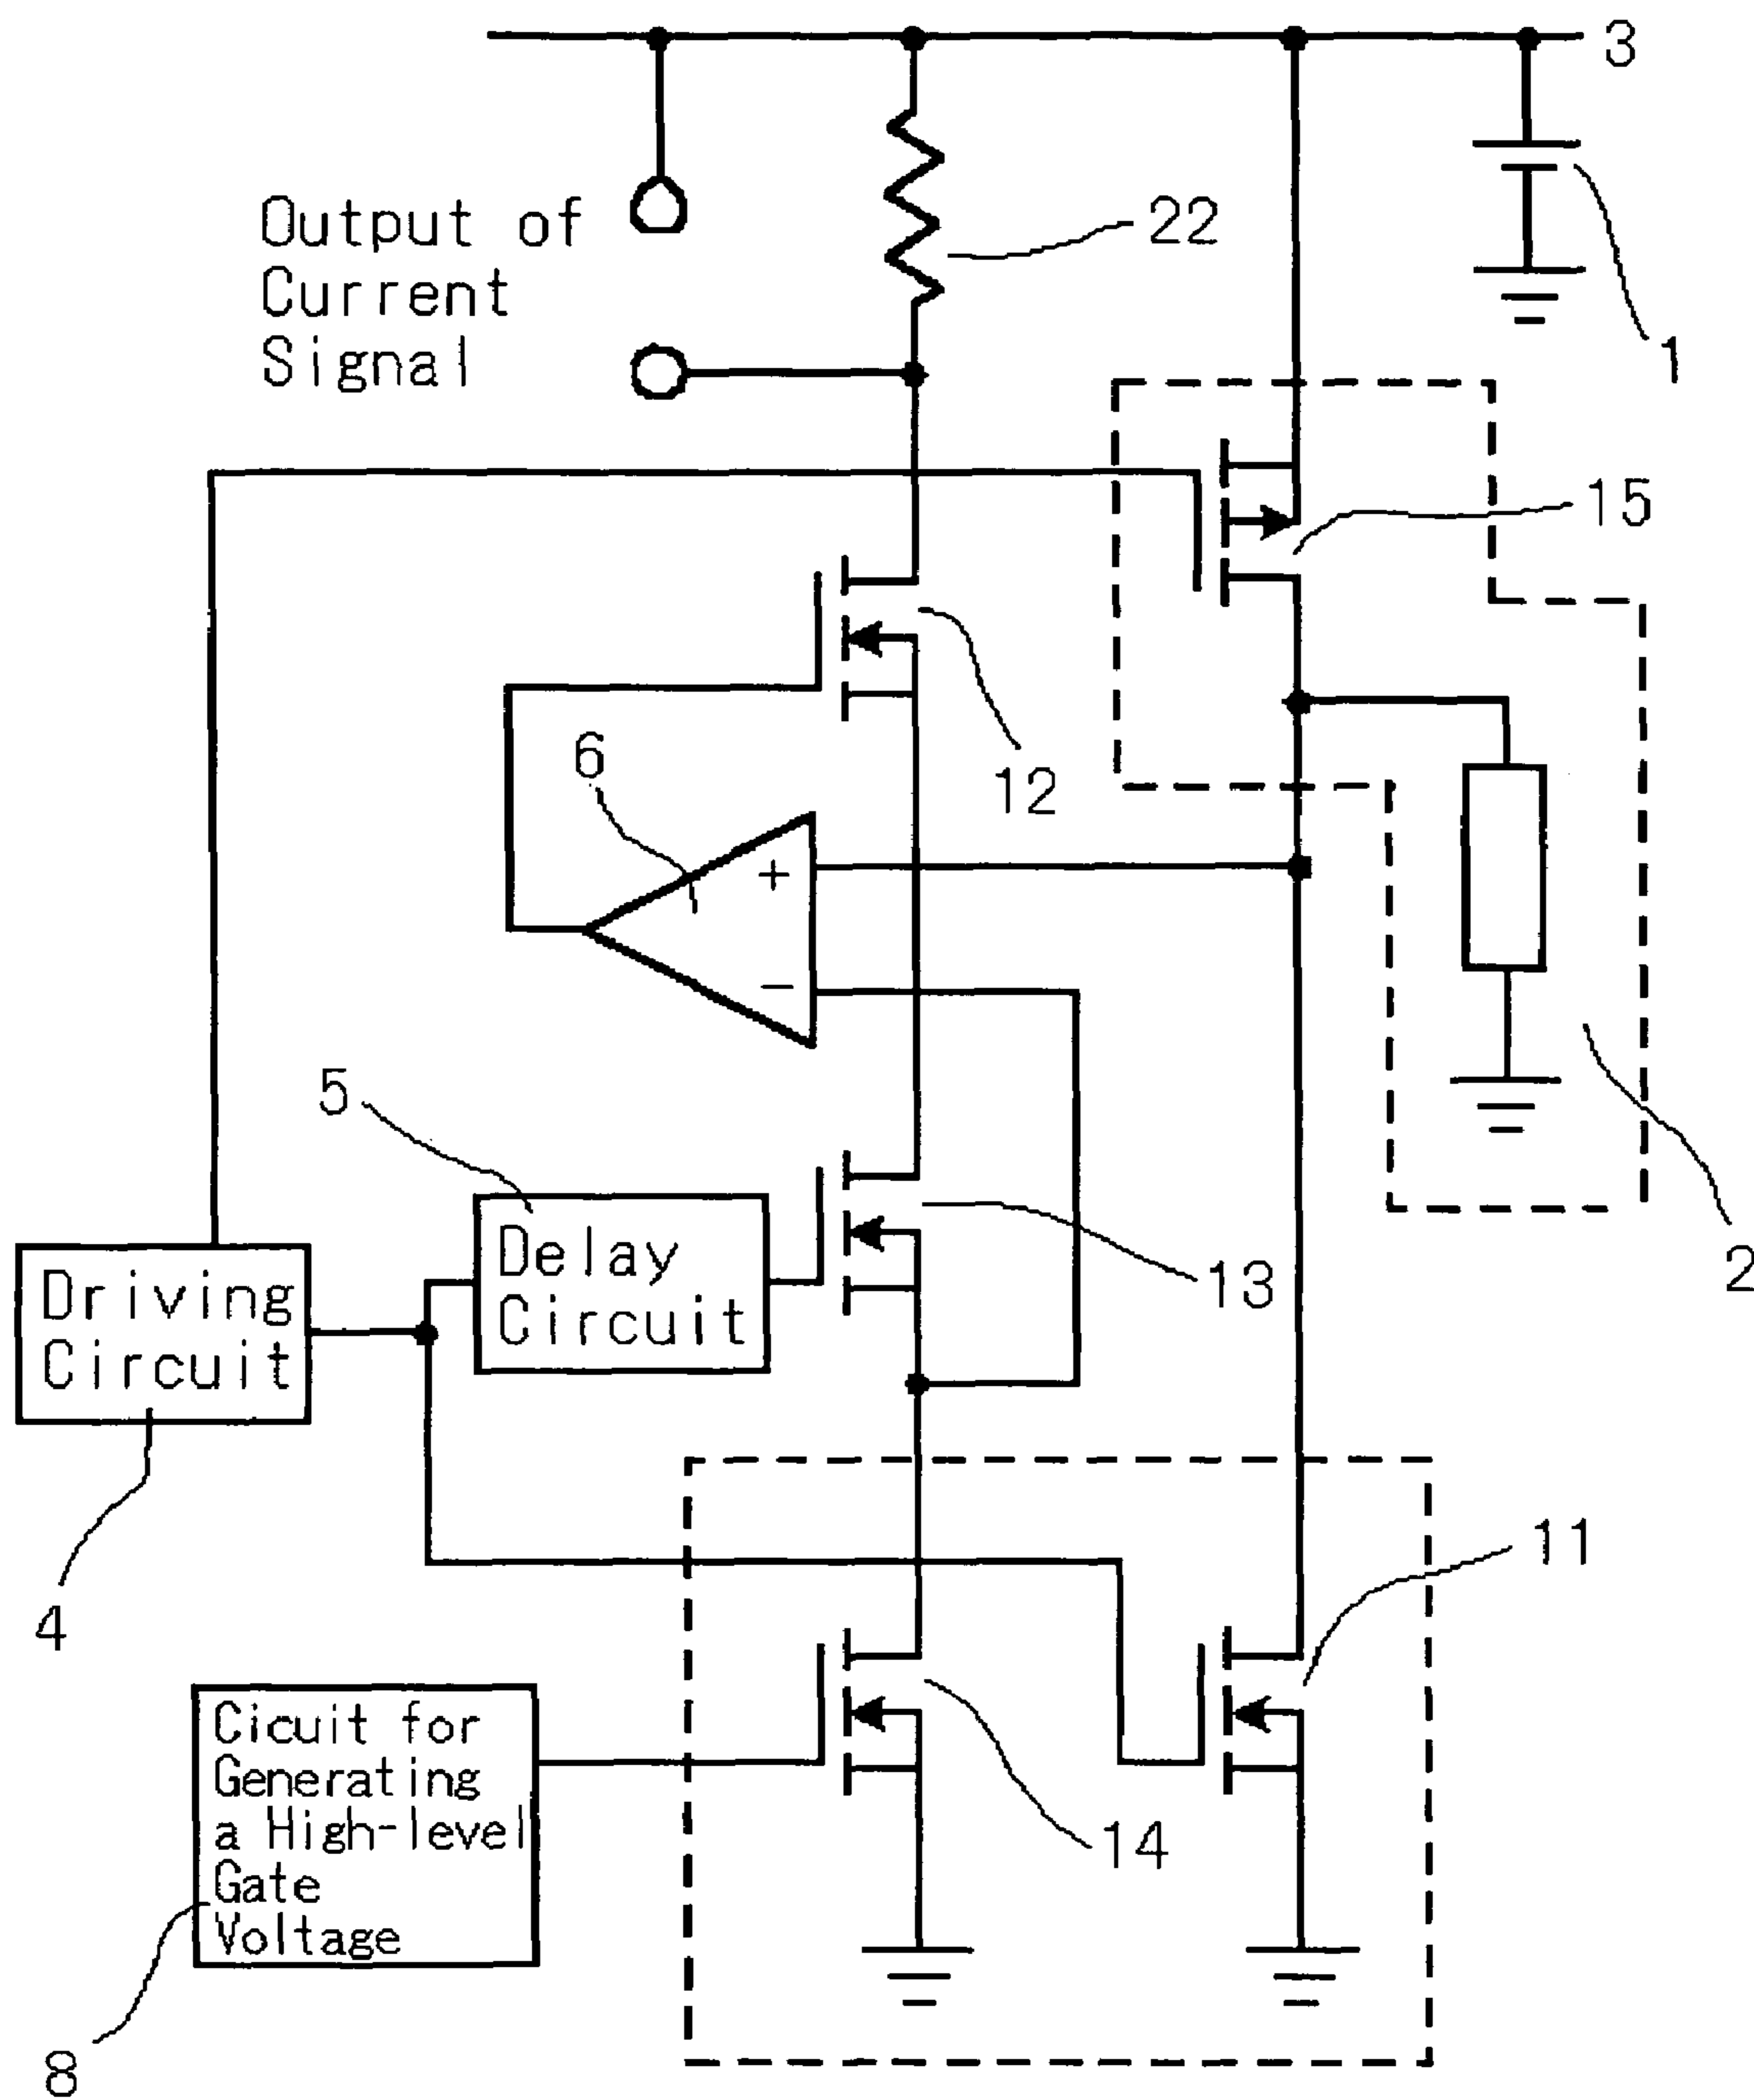 3
Output of
Current
Signal
22
1
15
12
6
+
-
5
Delay
Circuit
13
2
Driving
Circuit
4
11
Cicuit for
Generating
a High-level
Gate
Voltage
14
8